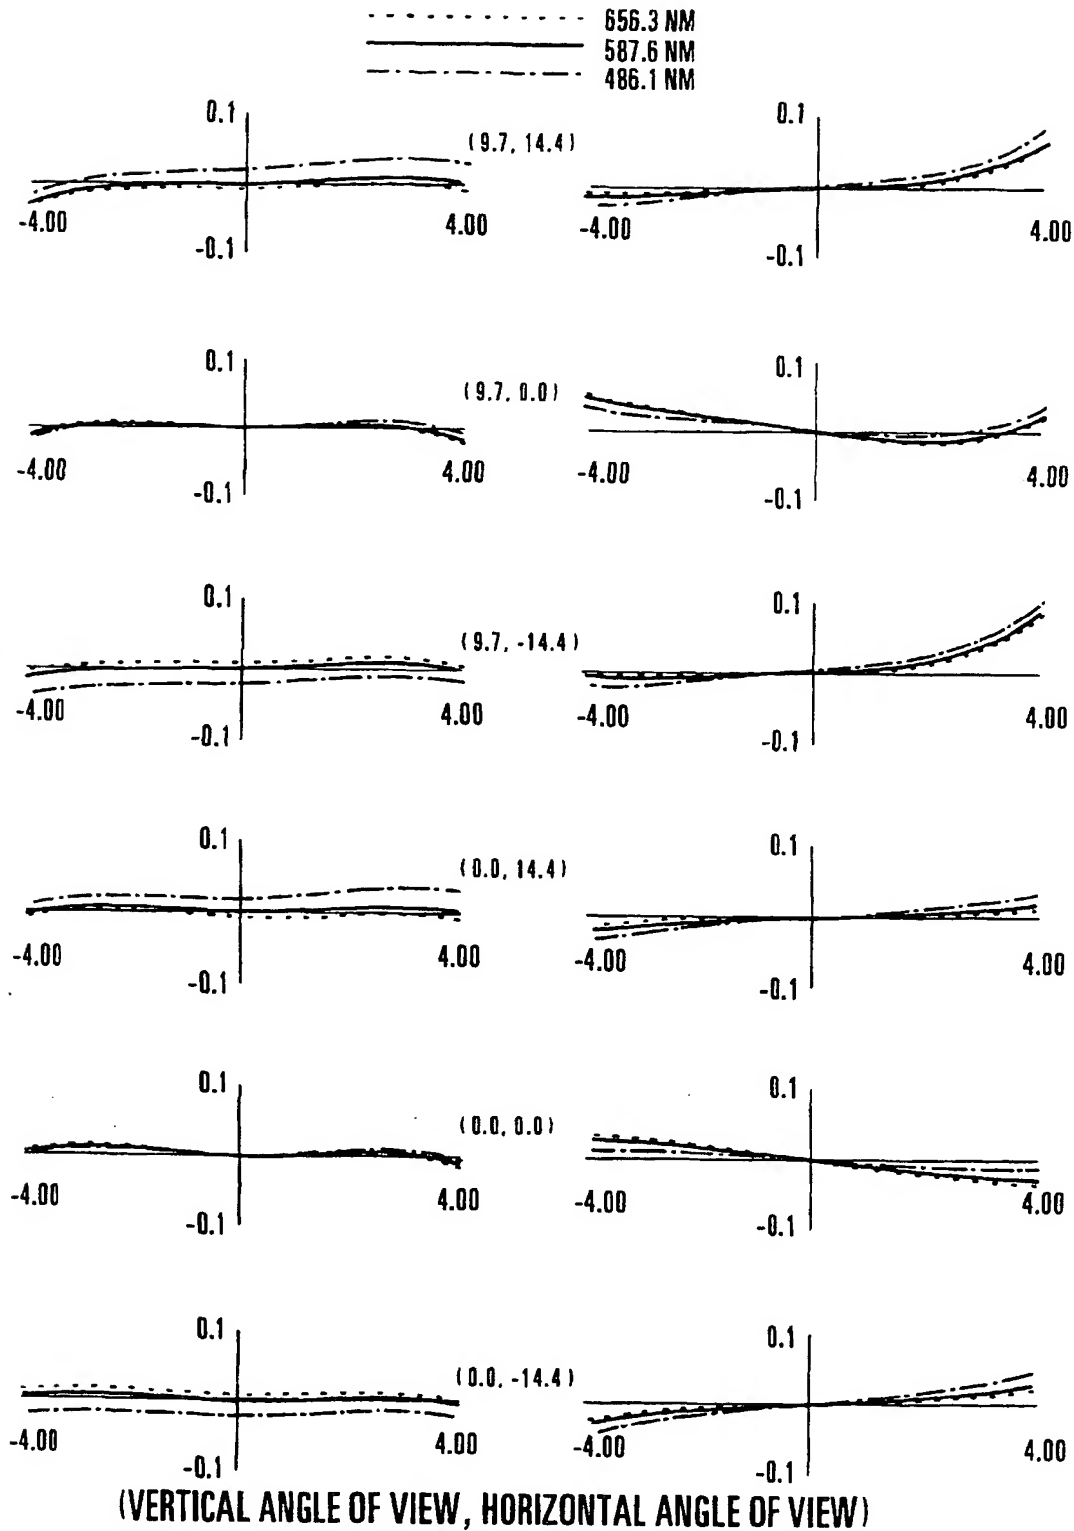 656.3 NM
587.6 NM
486.1 NM
0.1 (9.7, 14.4) 0.1
-4.00 4.00 -4.00 4.00
-0.1 -0.1
0.1 (9.7, 0.0) 0.1
-4.00 4.00 -4.00 4.00
-0.1 -0.1
0.1 (9.7, -14.4) 0.1
-4.00 4.00 -4.00 4.00
-0.1 -0.1
0.1 (0.0, 14.4) 0.1
-4.00 4.00 -4.00 4.00
-0.1 -0.1
0.1 (0.0, 0.0) 0.1
-4.00 4.00 -4.00 4.00
-0.1 -0.1
0.1 (0.0, -14.4) 0.1
-4.00 4.00 -4.00 4.00
-0.1 -0.1
(VERTICAL ANGLE OF VIEW, HORIZONTAL ANGLE OF VIEW)